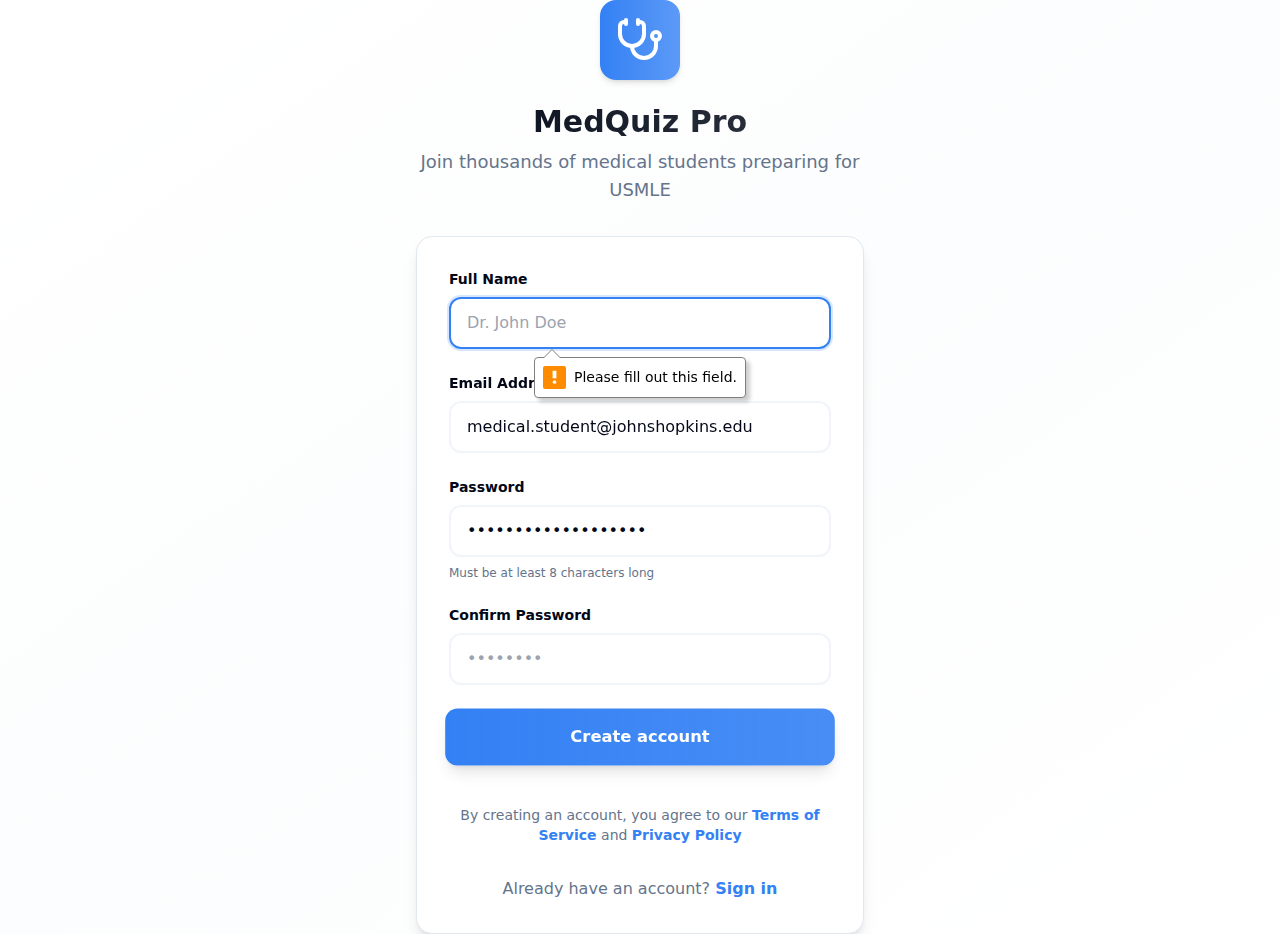 MedQuiz Pro
Join thousands of medical students preparing for
USMLE
Full Name
Dr. John Doe
Please fill out this field.
Email Addr
medical.student@johnshopkins.edu
Password
•••••••••••••••••••
Must be at least 8 characters long
Confirm Password
••••••••
Create account
By creating an account, you agree to our Terms of
Service and Privacy Policy
Already have an account? Sign in